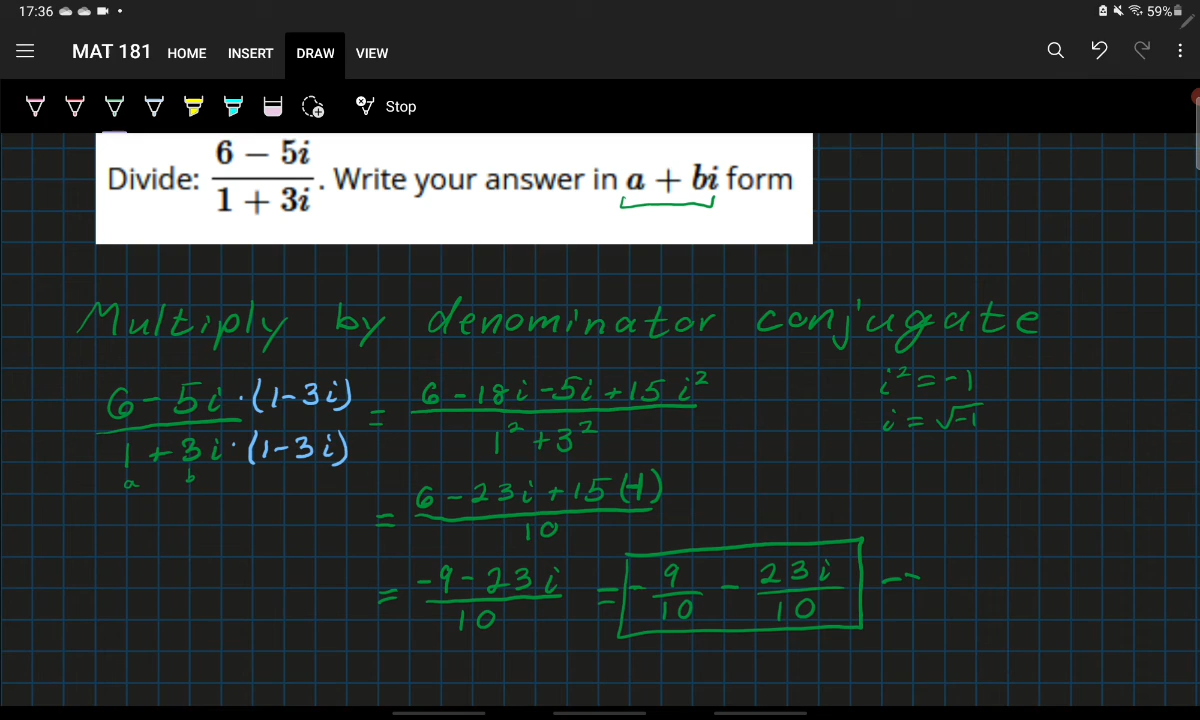 17:36 59%
MAT 181 HOME INSERT DRAW VIEW
Stop
Divide: (6 − 5i)/(1 + 3i). Write your answer in a + bi form
Multiply by denominator conjugate
(6 - 5i · (1-3i))/(1 + 3i · (1-3i)) = (6 - 18i - 5i + 15i²)/(1² + 3²)
a b
i² = -1
i = √-1
= (6 - 23i + 15(-1))/10
= (-9 - 23i)/10 = - 9/10 - 23i/10